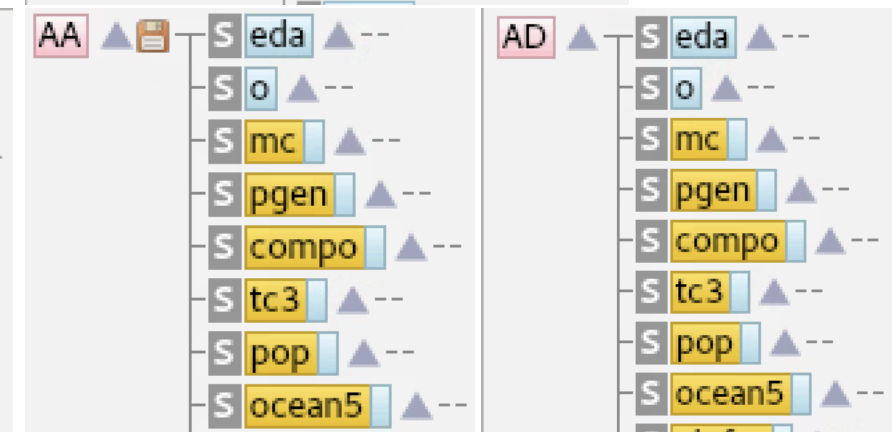 AA S eda --
S o --
S mc --
S pgen --
S compo --
S tc3 --
S pop --
S ocean5 --
AD S eda --
S o --
S mc --
S pgen --
S compo --
S tc3 --
S pop --
S ocean5 --